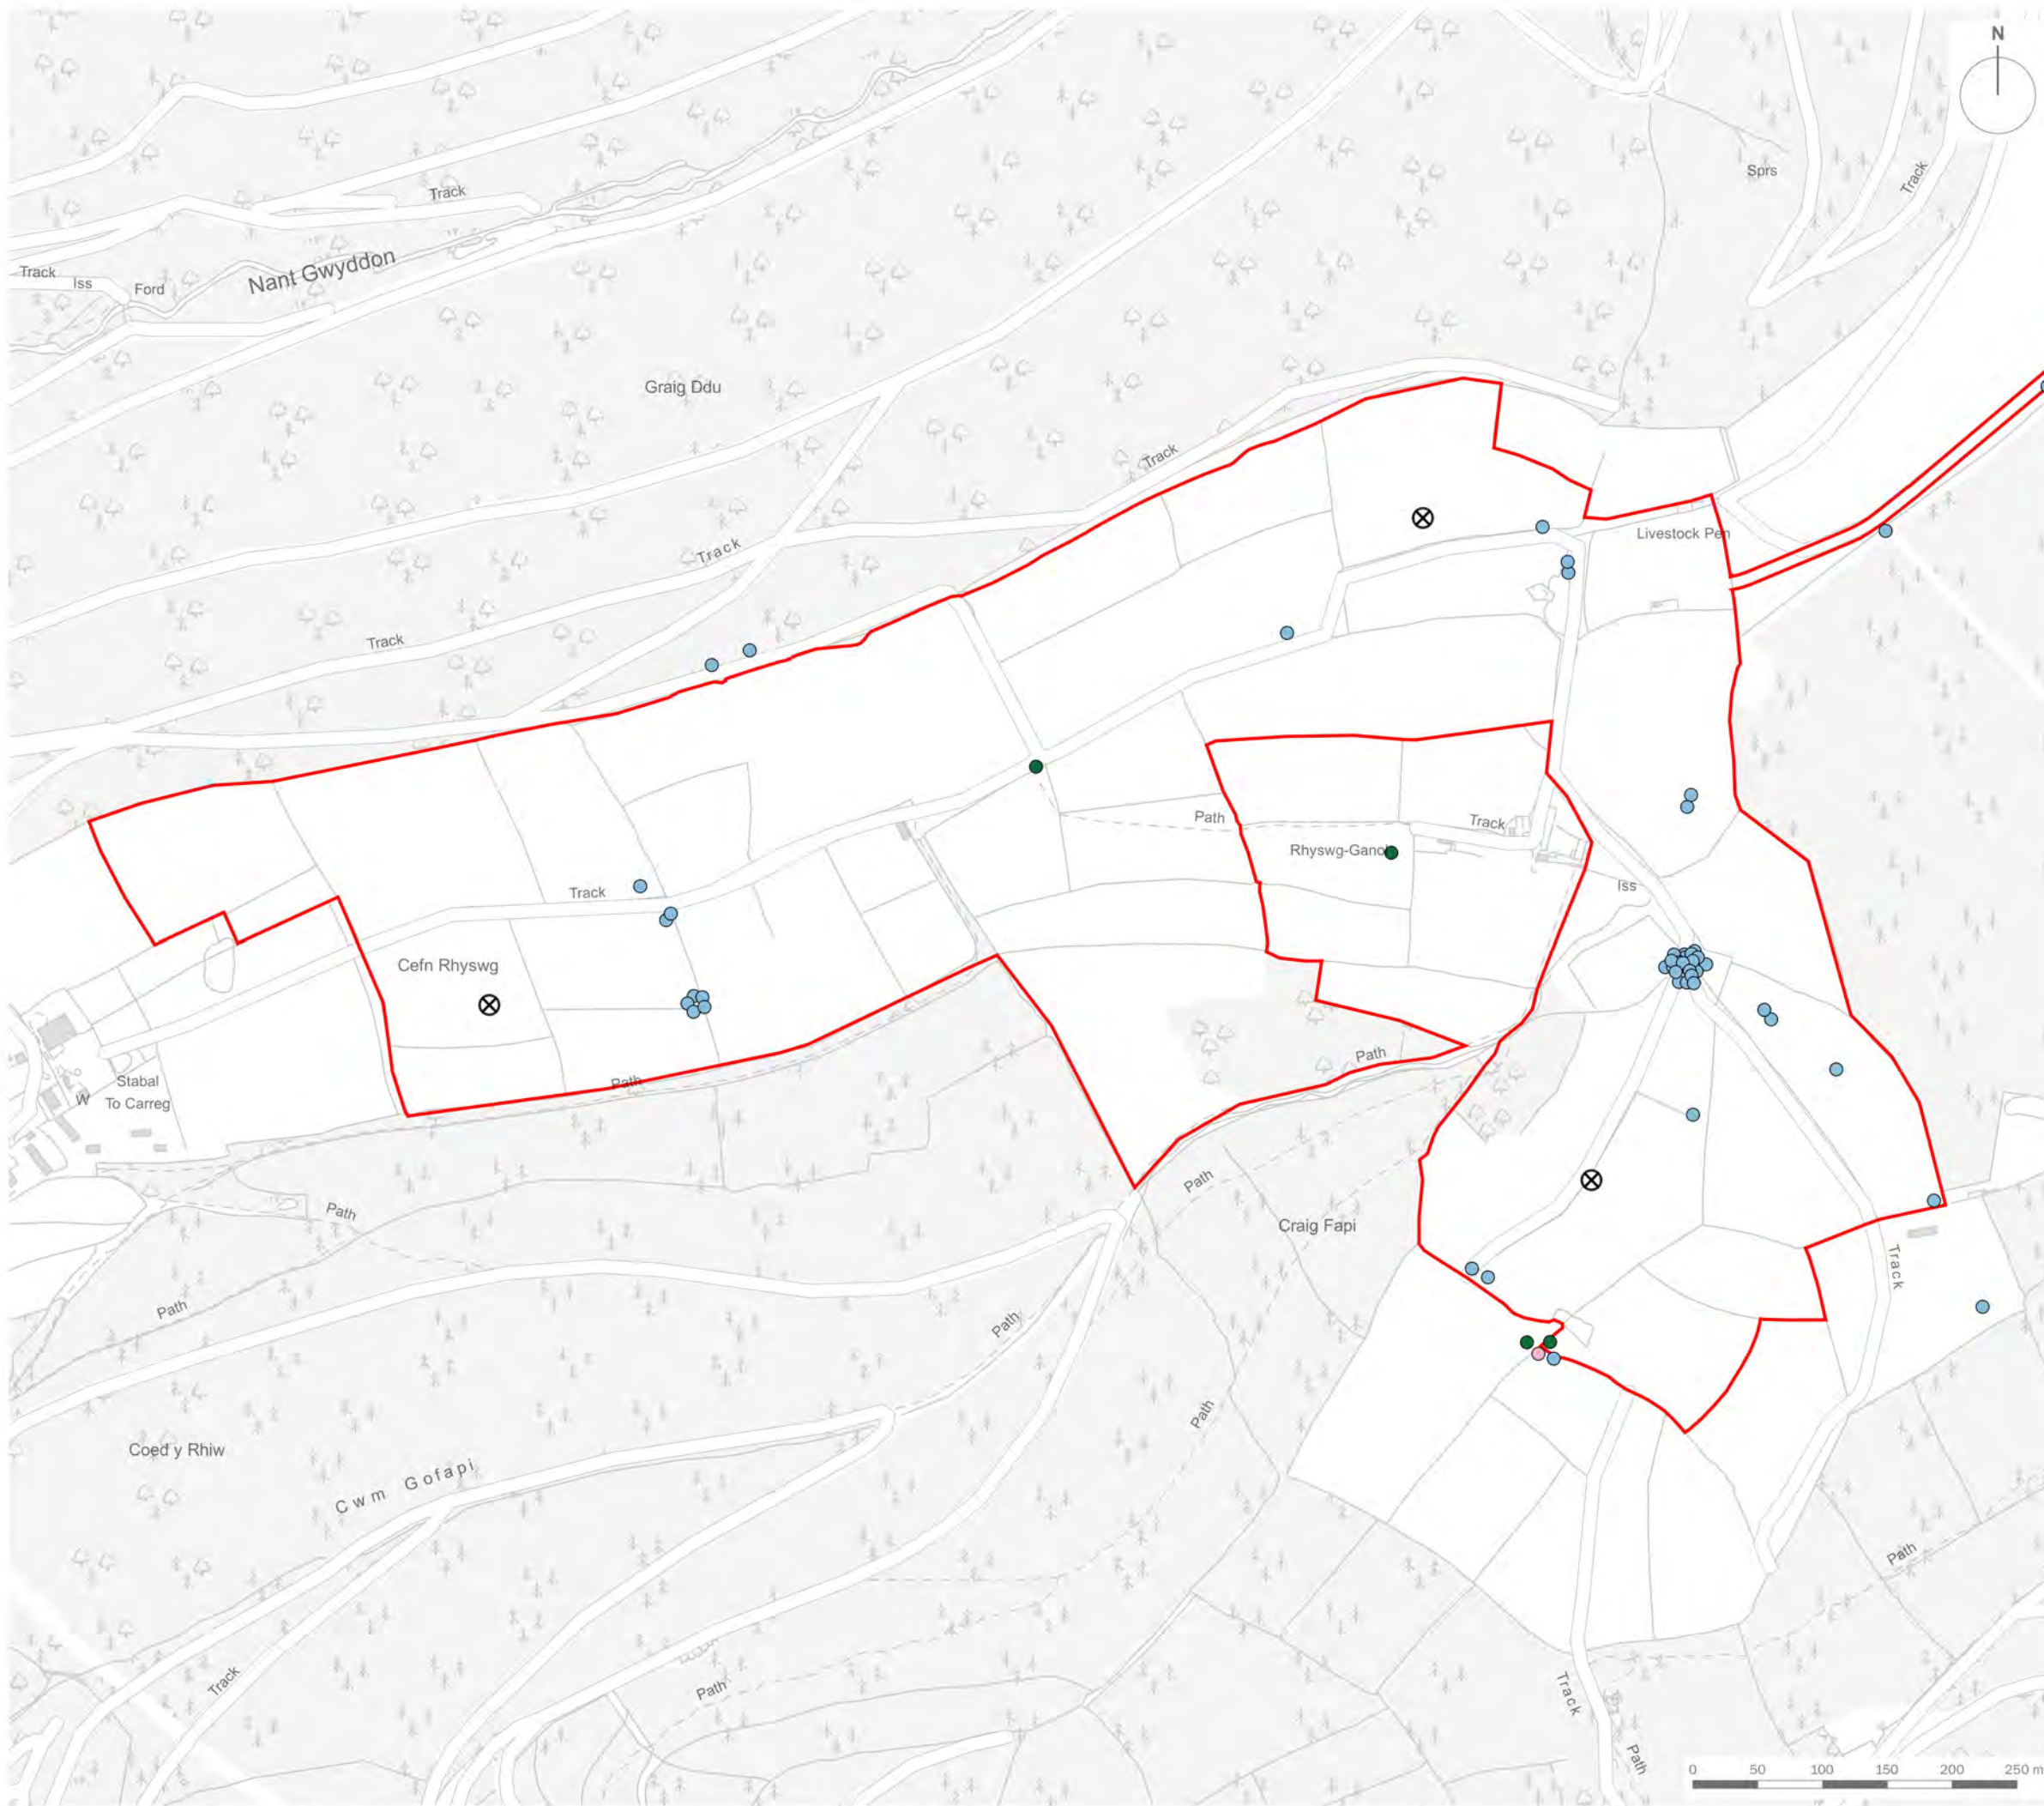 N
Sprs
Track
Track
Nant Gwyddon
Track
Iss
Ford
Graig Ddu
Track
Livestock Pen
Track
Track
Path
Track
Rhyswg-Ganol
Track
Iss
Cefn Rhyswg
Path
Path
Stabal
To Carreg
W
Path
Path
Craig Fapi
Track
Path
Path
Path
Coed y Rhiw
Cwm Gofapi
Path
Track
Path
Track
Path
0 50 100 150 200 250 m